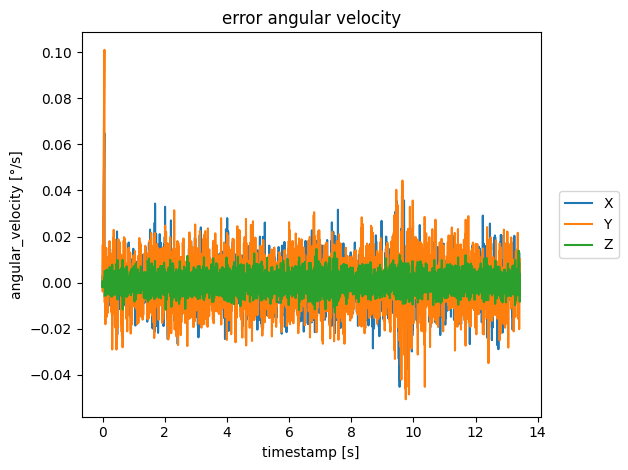 error angular velocity
angular_velocity [°/s]
0.10
0.08
0.06
0.04
0.02
0.00
−0.02
−0.04
0
2
4
6
8
10
12
14
timestamp [s]
X
Y
Z